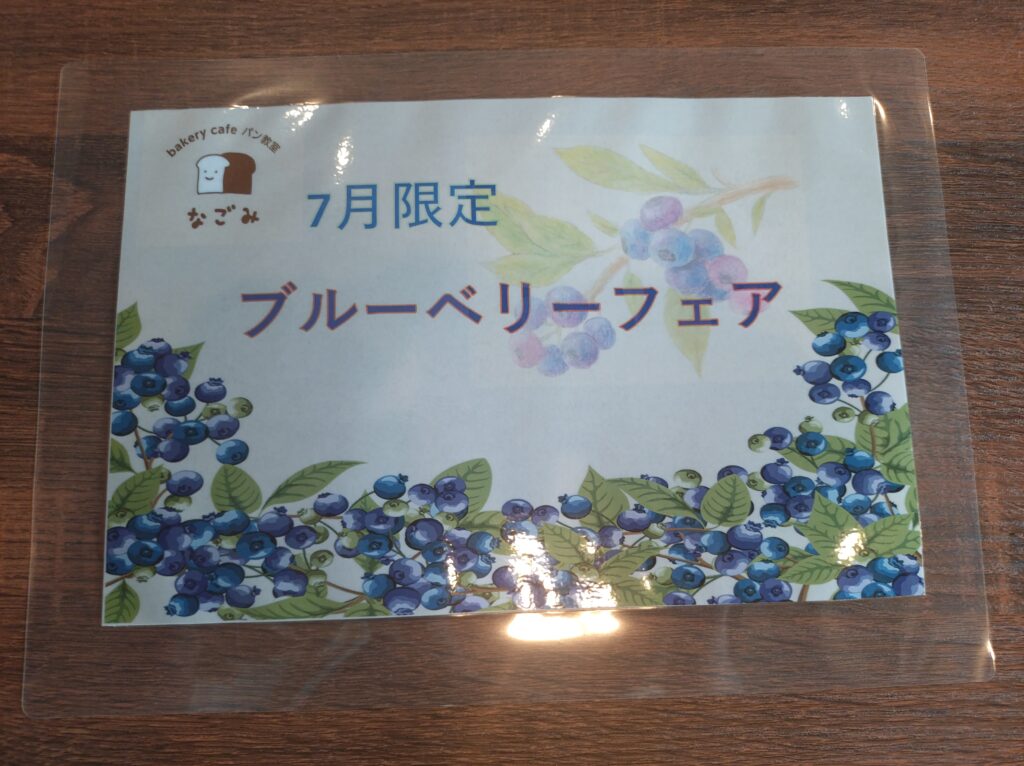 bakery cafe パン教室
なごみ
7月限定
ブルーベリーフェア